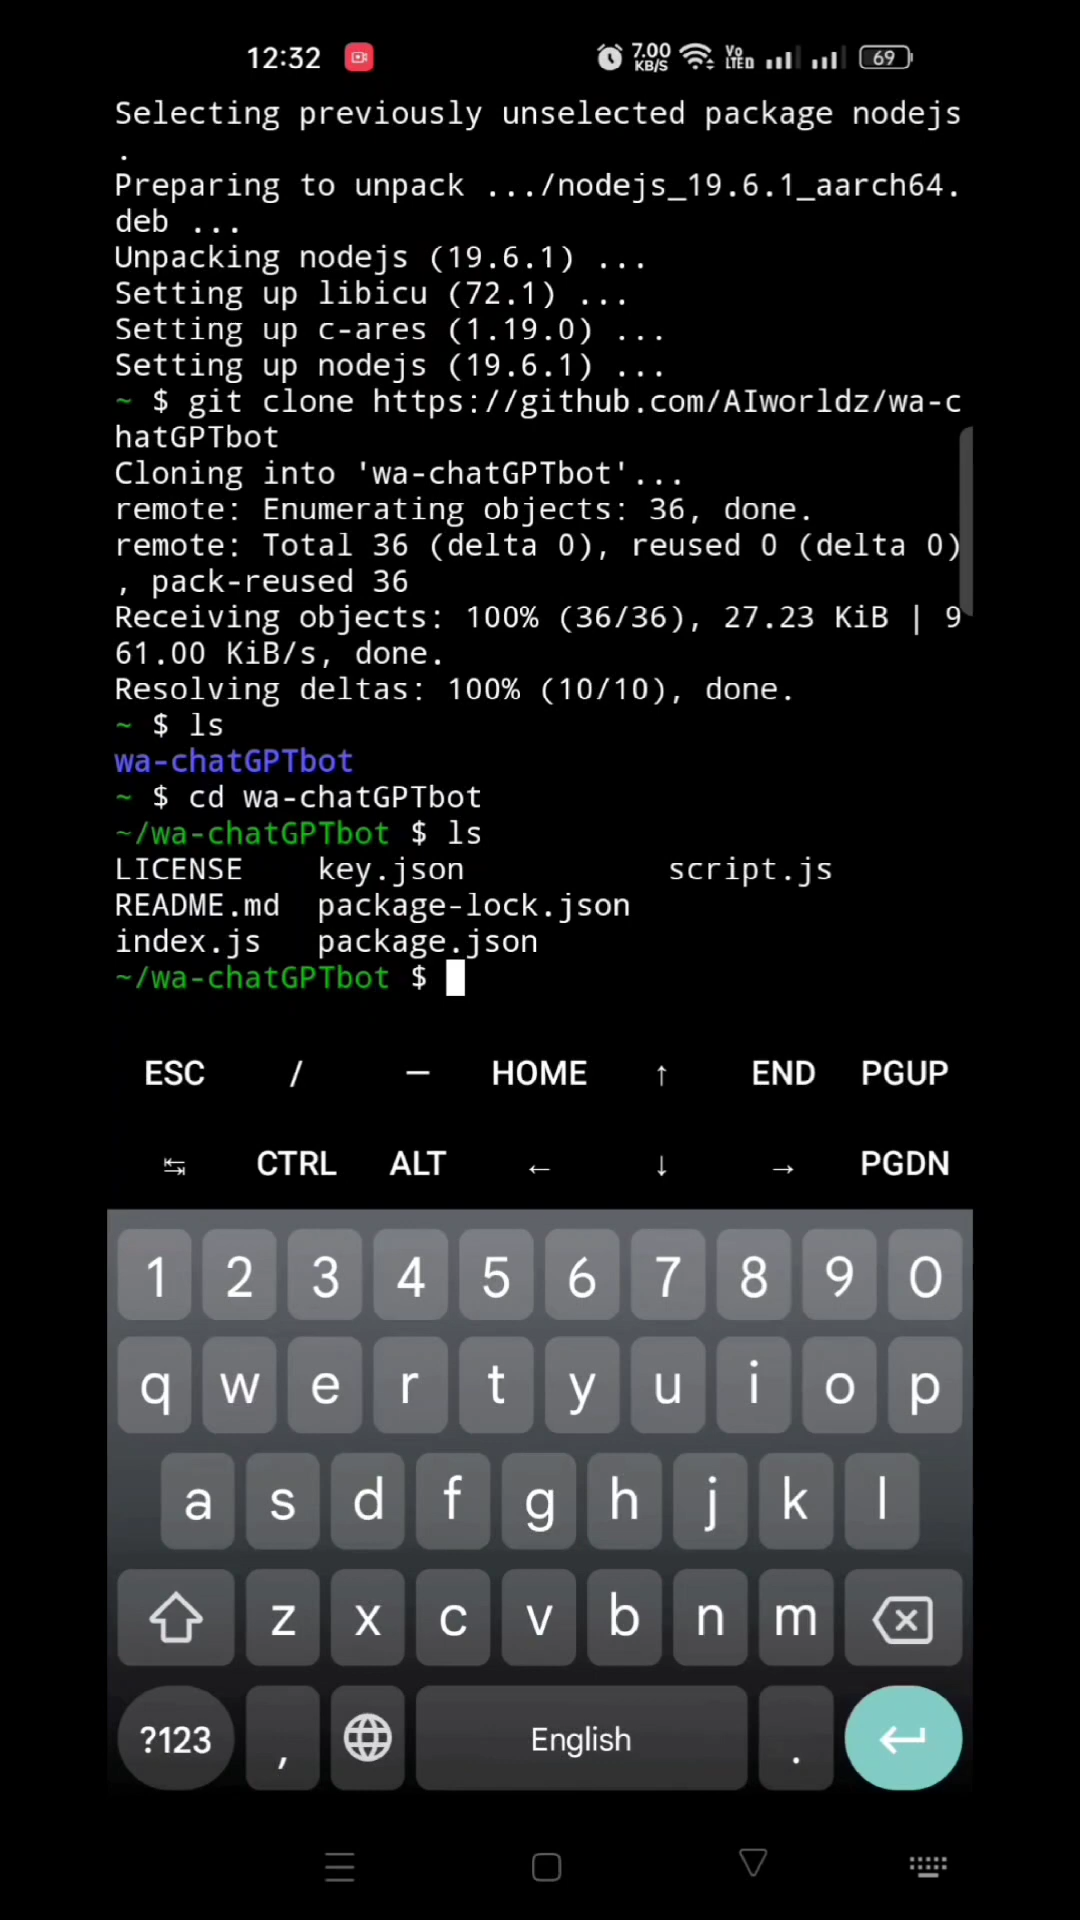 12:32 7.00 KB/S Vo LTED 69
Selecting previously unselected package nodejs
.
Preparing to unpack .../nodejs_19.6.1_aarch64.
deb ...
Unpacking nodejs (19.6.1) ...
Setting up libicu (72.1) ...
Setting up c-ares (1.19.0) ...
Setting up nodejs (19.6.1) ...
~ $ git clone https://github.com/AIworldz/wa-c
hatGPTbot
Cloning into 'wa-chatGPTbot'...
remote: Enumerating objects: 36, done.
remote: Total 36 (delta 0), reused 0 (delta 0)
, pack-reused 36
Receiving objects: 100% (36/36), 27.23 KiB | 9
61.00 KiB/s, done.
Resolving deltas: 100% (10/10), done.
~ $ ls
wa-chatGPTbot
~ $ cd wa-chatGPTbot
~/wa-chatGPTbot $ ls
LICENSE key.json script.js
README.md package-lock.json
index.js package.json
~/wa-chatGPTbot $
ESC / — HOME ↑ END PGUP
↹ CTRL ALT ← ↓ → PGDN
1 2 3 4 5 6 7 8 9 0
q w e r t y u i o p
a s d f g h j k l
z x c v b n m
?123 , English .